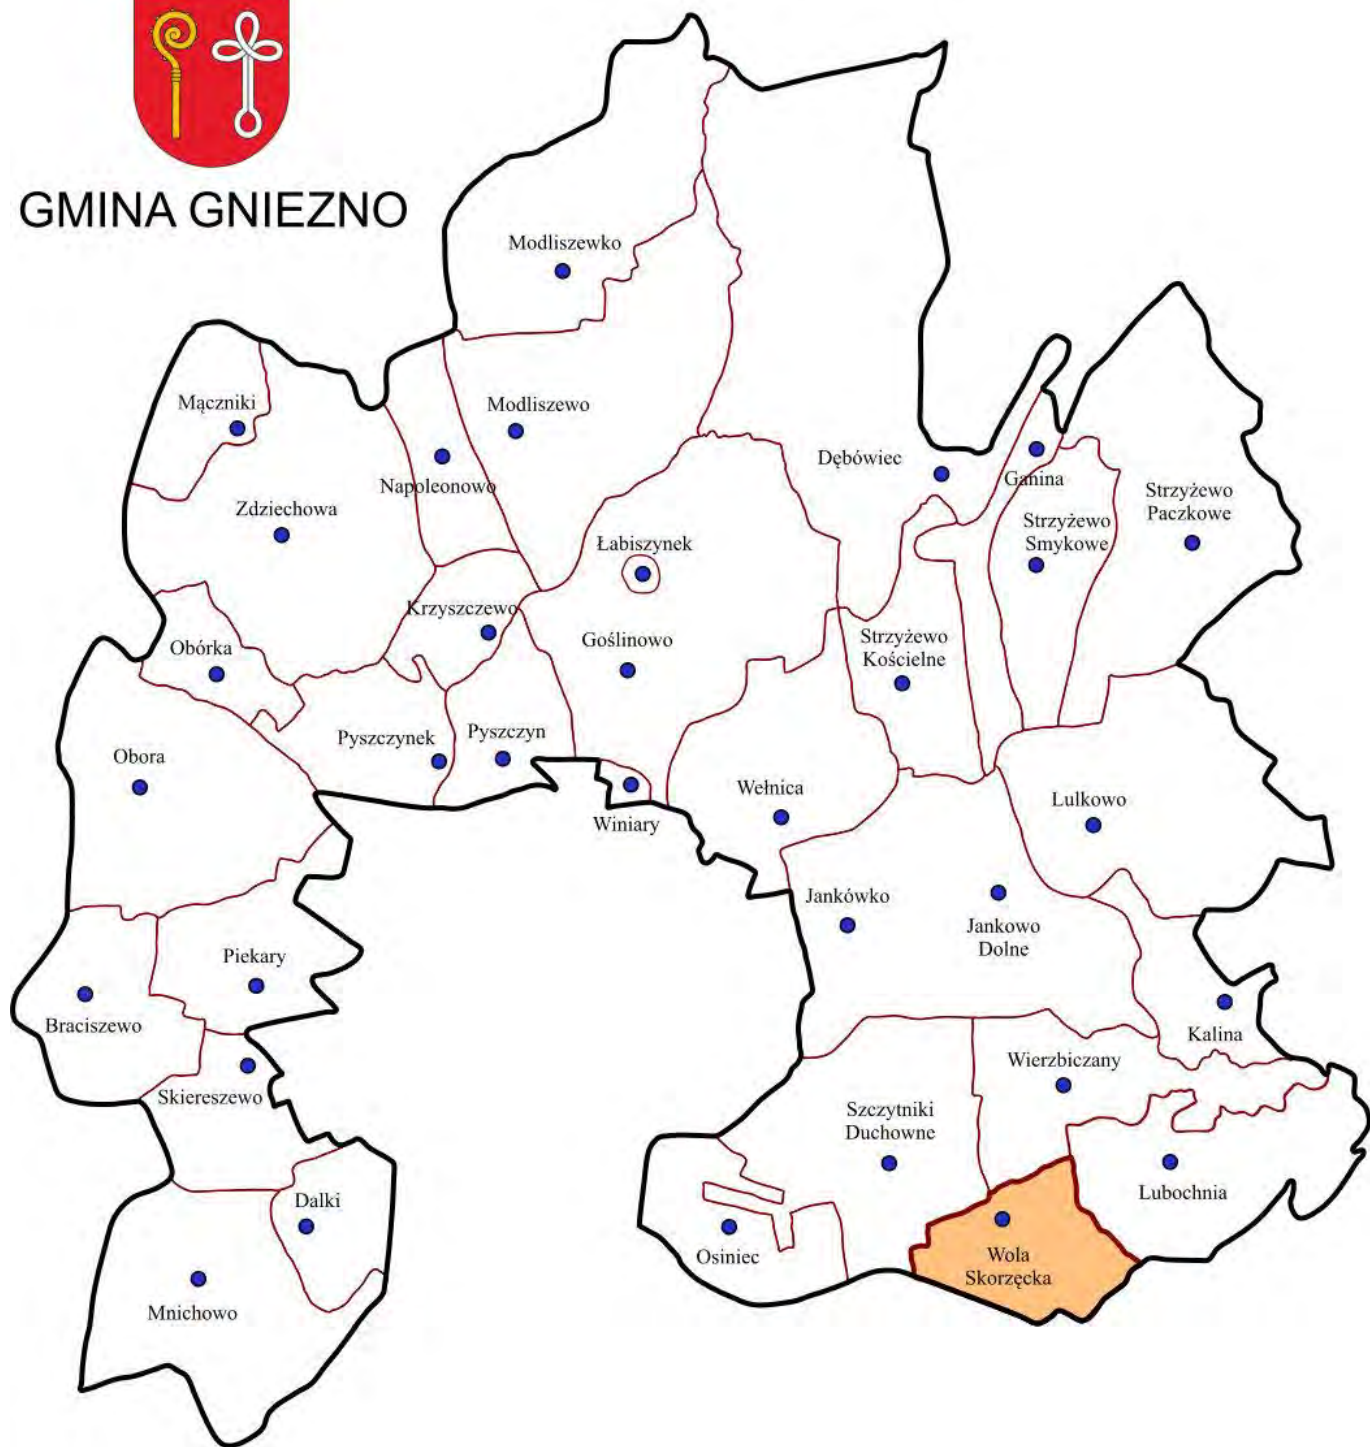 GMINA GNIEZNO
Modliszewko
Mączniki
Modliszewo
Napoleonowo
Dębówiec
Ganina
Strzyżewo
Paczkowe
Zdziechowa
Strzyżewo
Smykowe
Łabiszynek
Krzyszczewo
Goślinowo
Strzyżewo
Kościelne
Obórka
Pyszczynek
Pyszczyn
Obora
Wełnica
Lulkowo
Winiary
Jankówko
Jankowo
Dolne
Piekary
Braciszewo
Kalina
Wierzbiczany
Skiereszewo
Szczytniki
Duchowne
Dalki
Lubochnia
Osiniec
Wola
Skorzęcka
Mnichowo